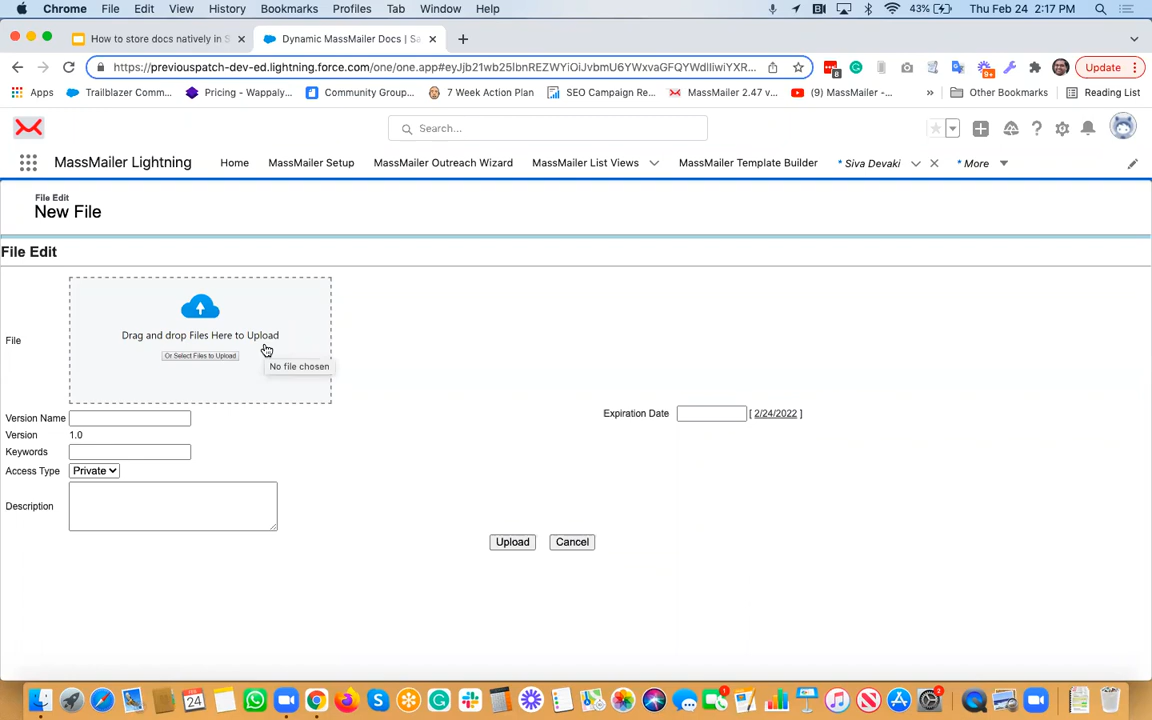 Chrome File Edit View History Bookmarks Profiles Tab Window Help 43% Thu Feb 24 2:17 PM
How to store docs natively in S Dynamic MassMailer Docs | Sa
https://previouspatch-dev-ed.lightning.force.com/one/one.app#eyJjb21wb25lbnREZWYiOiJvbmU6YWxvaGFQYWdlIiwiYXR... Update
Apps Trailblazer Comm... Pricing - Wappaly... Community Group... 7 Week Action Plan SEO Campaign Re... MassMailer 2.47 v... (9) MassMailer -... » Other Bookmarks Reading List
Search...
MassMailer Lightning Home MassMailer Setup MassMailer Outreach Wizard MassMailer List Views MassMailer Template Builder * Siva Devaki * More
File Edit
New File
File Edit
File
Drag and drop Files Here to Upload
Or Select Files to Upload
No file chosen
Version Name Expiration Date [ 2/24/2022 ]
Version 1.0
Keywords
Access Type Private
Description
Upload Cancel